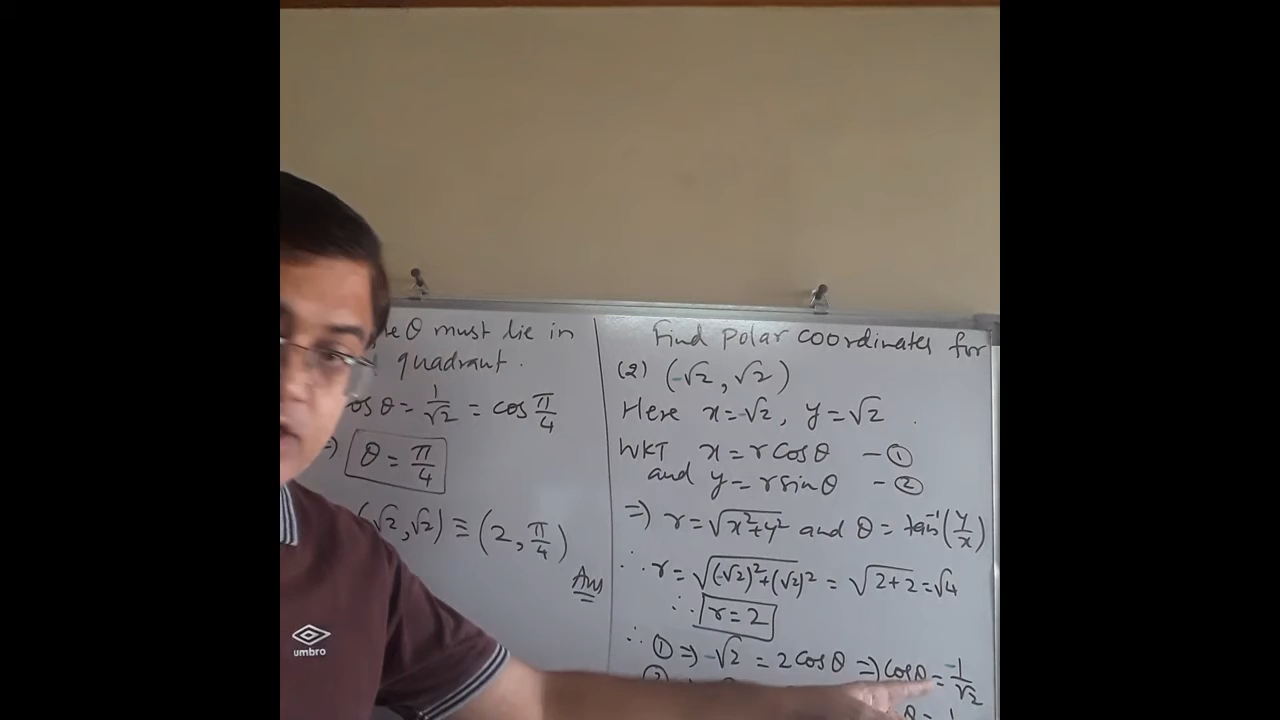 θ must lie in
quadrant.
θ = 1/√2 = cos π/4
θ = π/4
√2, √2) ≡ (2, π/4)
Ans
Find polar coordinates for
(2) (-√2, √2)
Here x = -√2, y = √2.
WKT x = r cos θ - ①
and y = r sin θ - ②
=) r = √(x²+y²) and θ = tan⁻¹(y/x)
∴ r = √((-√2)²+(√2)²) = √(2+2) = √4
∴ r = 2
∴ ① => -√2 = 2 cos θ => cos θ = -1/√2
umbro